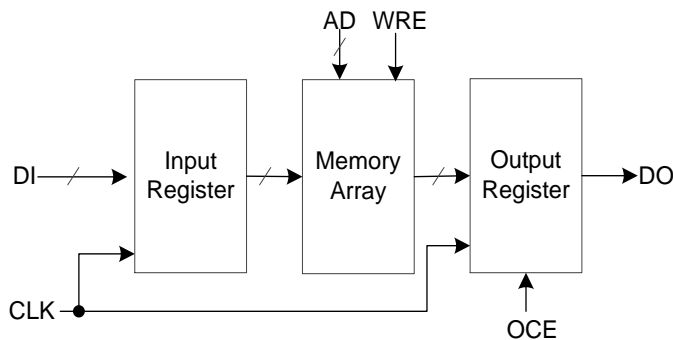 AD WRE
Input
Register
Memory
Array
Output
Register
DI
DO
CLK
OCE